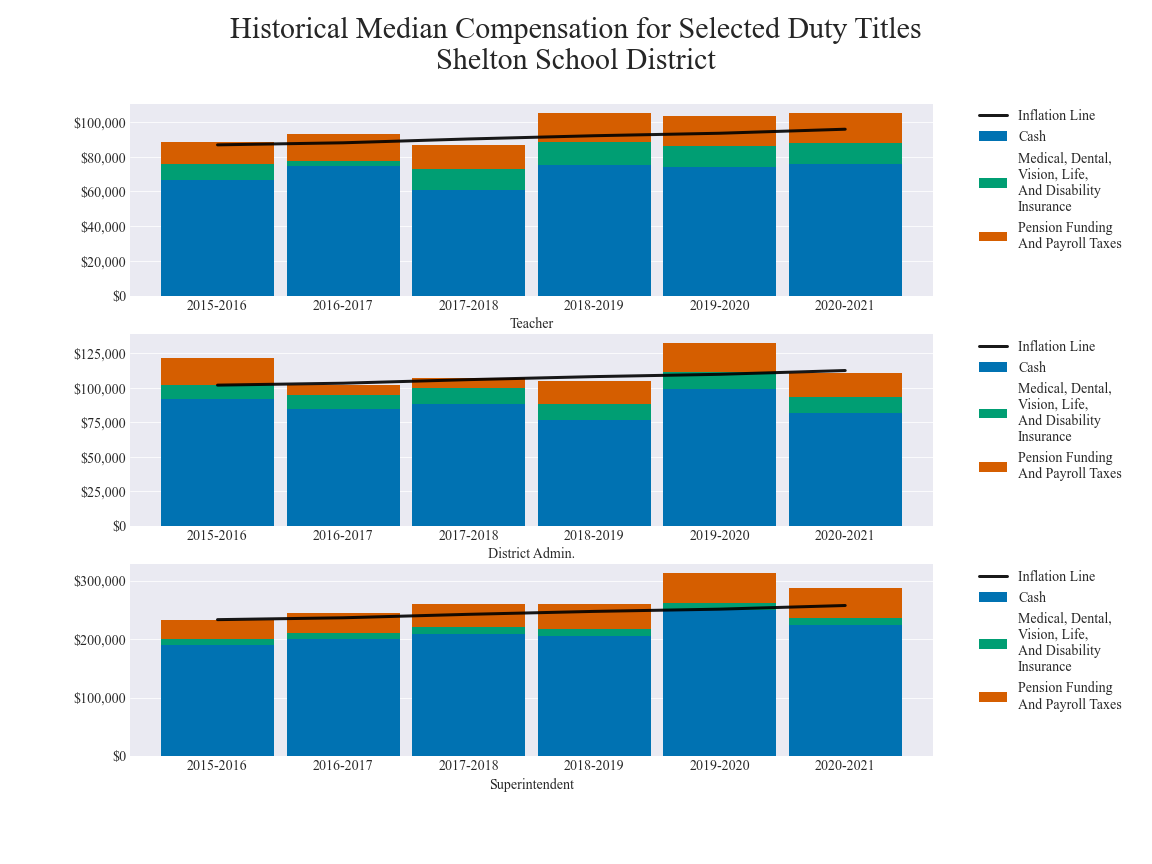 Historical Median Compensation for Selected Duty Titles
Shelton School District
$100,000
$80,000
$60,000
$40,000
$20,000
$0
2015-2016 2016-2017 2017-2018 2018-2019 2019-2020 2020-2021
Teacher
Inflation Line
Cash
Medical, Dental,
Vision, Life,
And Disability
Insurance
Pension Funding
And Payroll Taxes
$125,000
$100,000
$75,000
$50,000
$25,000
$0
2015-2016 2016-2017 2017-2018 2018-2019 2019-2020 2020-2021
District Admin.
Inflation Line
Cash
Medical, Dental,
Vision, Life,
And Disability
Insurance
Pension Funding
And Payroll Taxes
$300,000
$200,000
$100,000
$0
2015-2016 2016-2017 2017-2018 2018-2019 2019-2020 2020-2021
Superintendent
Inflation Line
Cash
Medical, Dental,
Vision, Life,
And Disability
Insurance
Pension Funding
And Payroll Taxes